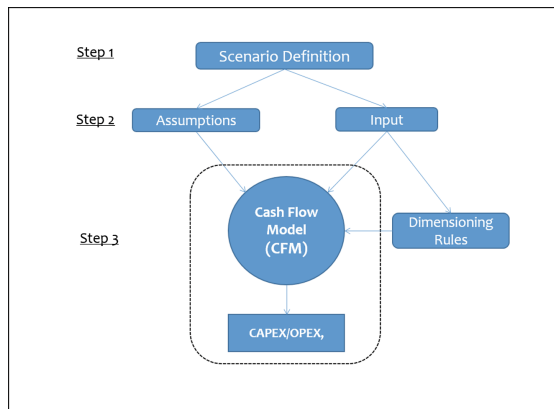 Step 1
Scenario Definition
Step 2
Assumptions
Input
Cash Flow
Model
(CFM)
Dimensioning
Rules
Step 3
CAPEX/OPEX,